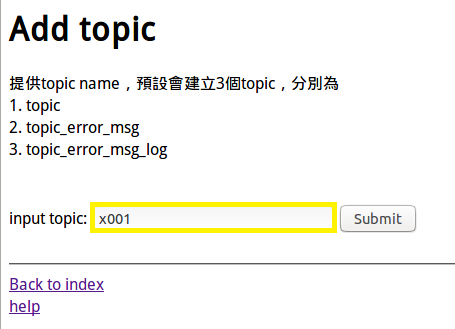 Add topic
提供topic name，預設會建立3個topic，分別為
1. topic
2. topic_error_msg
3. topic_error_msg_log
input topic: x001 Submit
Back to index
help